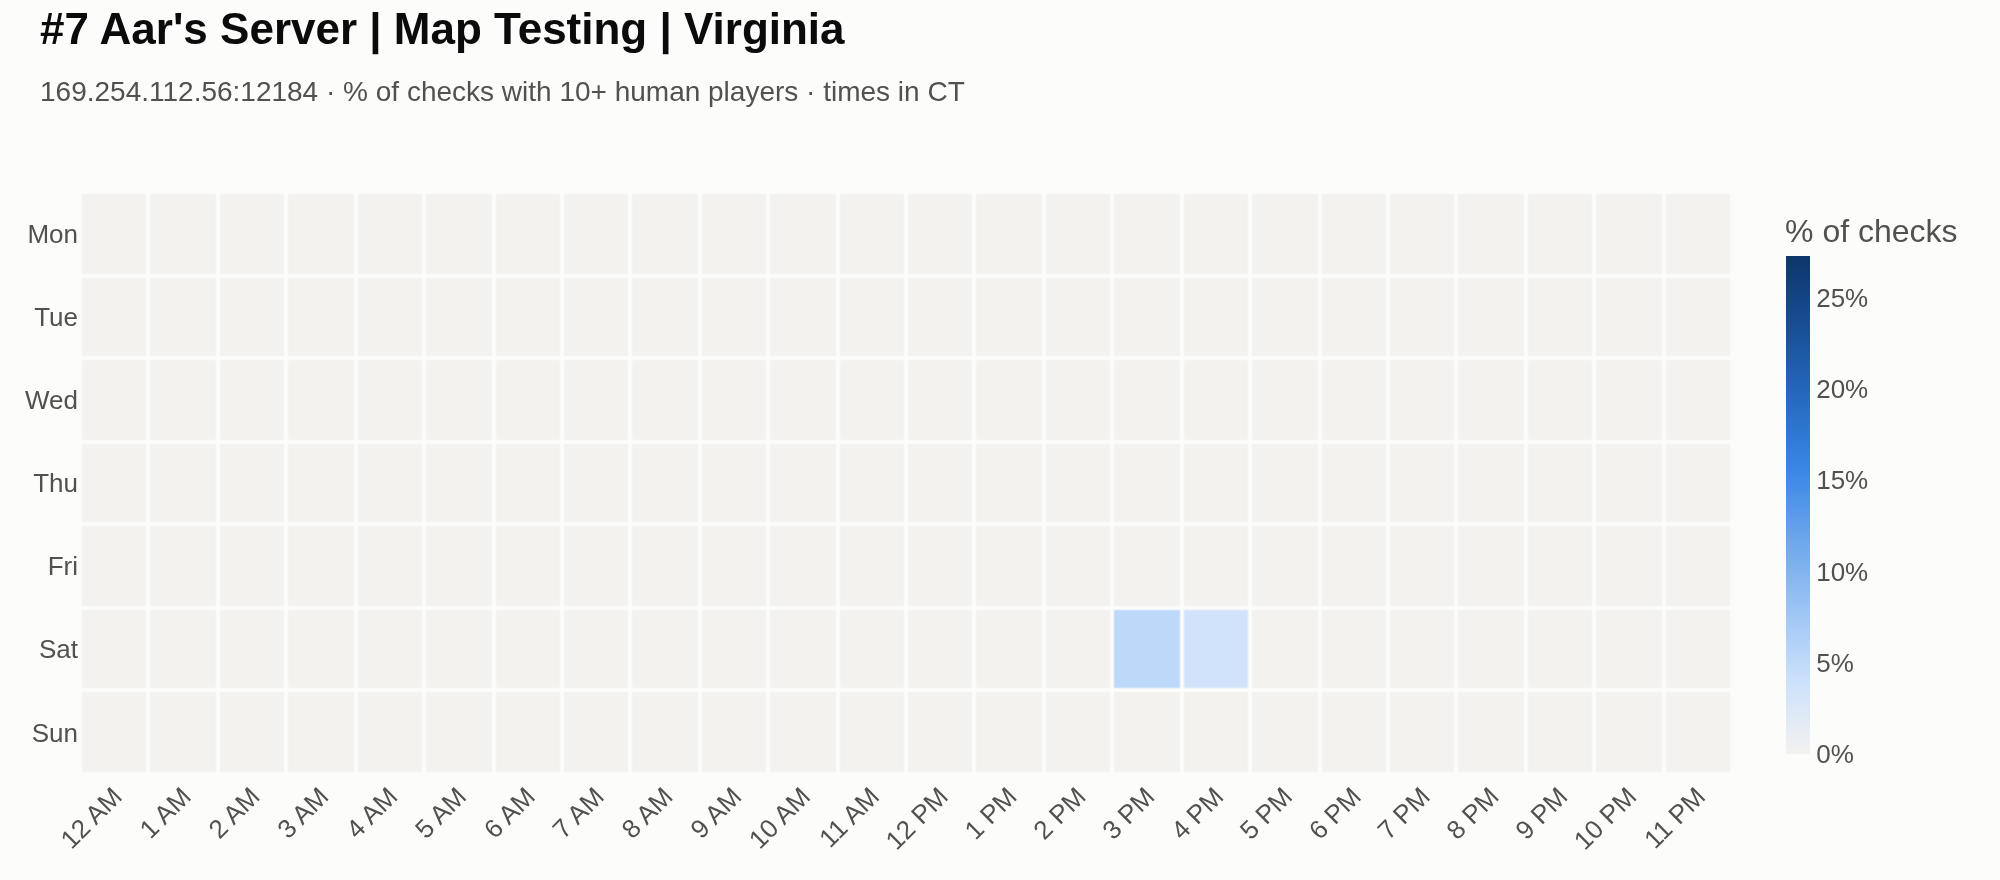 #7 Aar's Server | Map Testing | Virginia
169.254.112.56:12184 · % of checks with 10+ human players · times in CT
% of checks
25%
20%
15%
10%
5%
0%
Mon
Tue
Wed
Thu
Fri
Sat
Sun
12 AM 1 AM 2 AM 3 AM 4 AM 5 AM 6 AM 7 AM 8 AM 9 AM 10 AM 11 AM 12 PM 1 PM 2 PM 3 PM 4 PM 5 PM 6 PM 7 PM 8 PM 9 PM 10 PM 11 PM